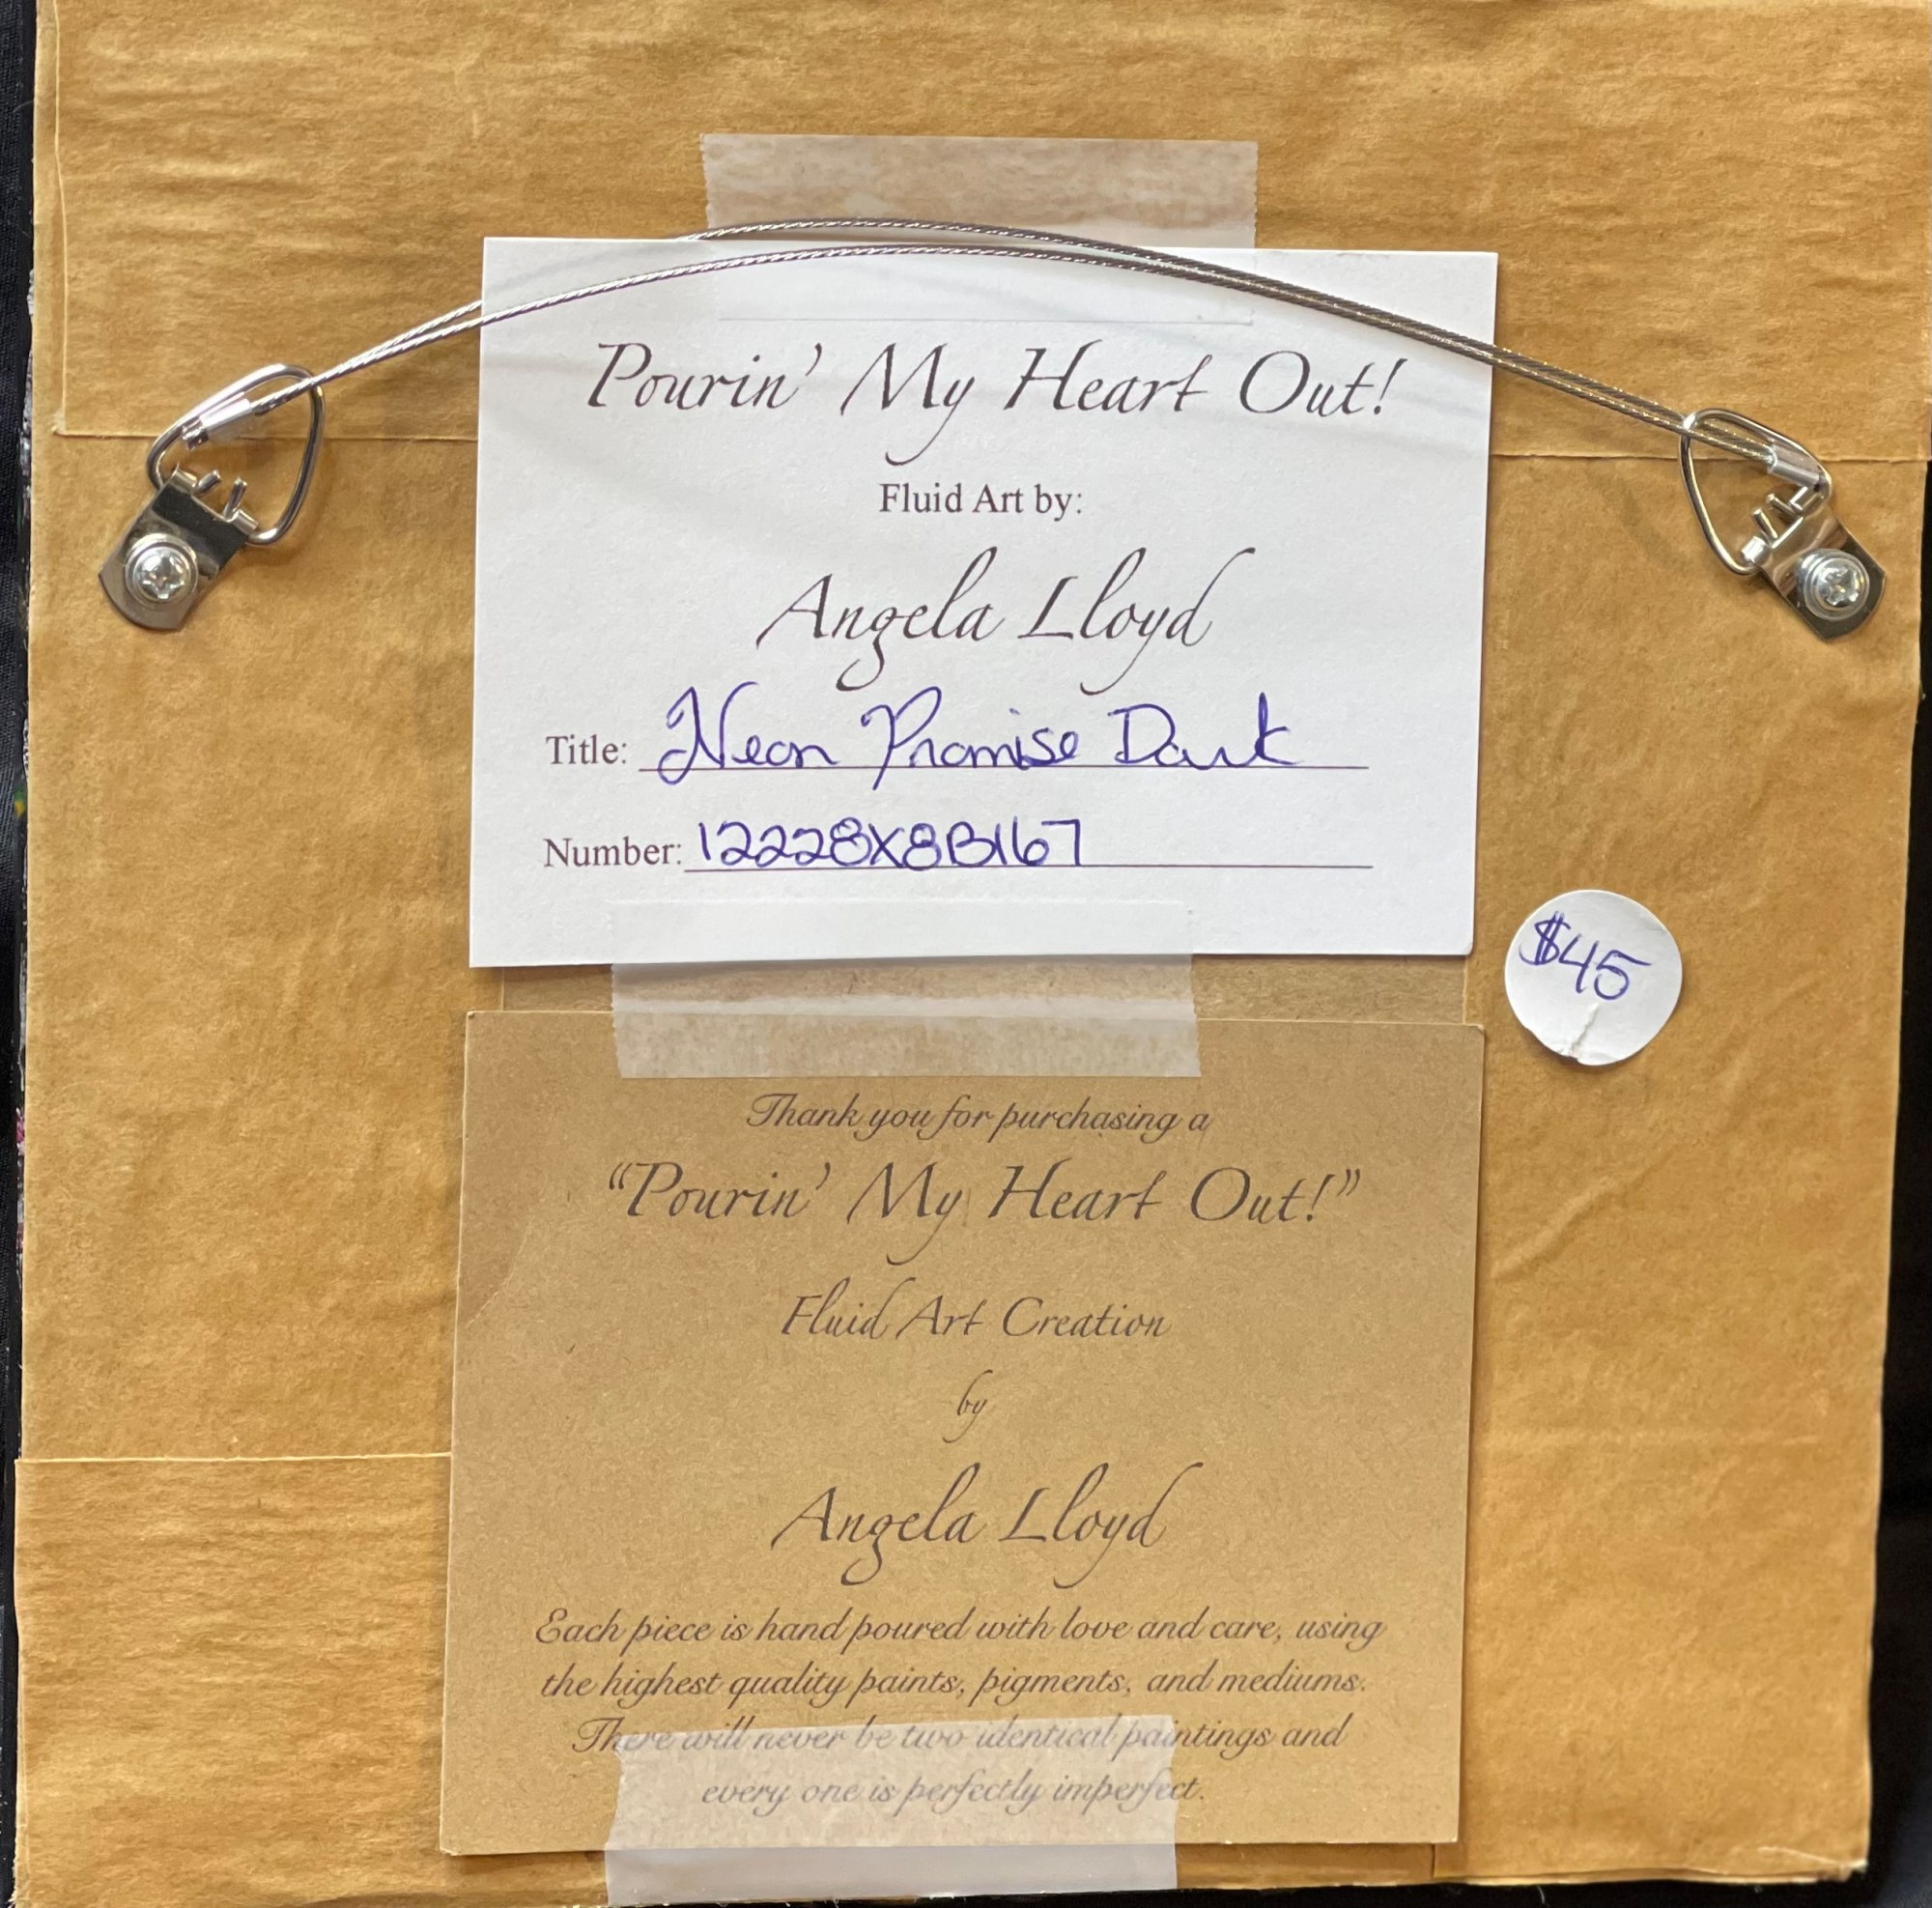 Pourin' My Heart Out!
Fluid Art by:
Angela Lloyd
Title: Neon Promise Dark
Number: 12228X8B167
$45
Thank you for purchasing a
“Pourin' My Heart Out!”
Fluid Art Creation
by
Angela Lloyd
Each piece is hand poured with love and care, using
the highest quality paints, pigments, and mediums.
There will never be two identical paintings and
every one is perfectly imperfect.